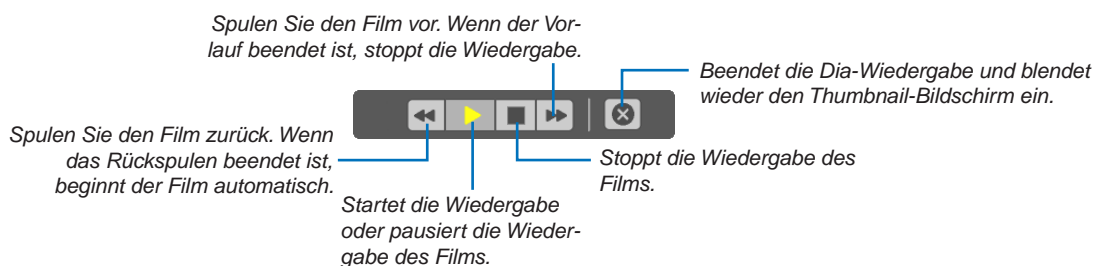 Spulen Sie den Film vor. Wenn der Vor-
lauf beendet ist, stoppt die Wiedergabe.
Beendet die Dia-Wiedergabe und blendet
wieder den Thumbnail-Bildschirm ein.
Spulen Sie den Film zurück. Wenn
das Rückspulen beendet ist,
beginnt der Film automatisch.
Stoppt die Wiedergabe des
Films.
Startet die Wiedergabe
oder pausiert die Wieder-
gabe des Films.